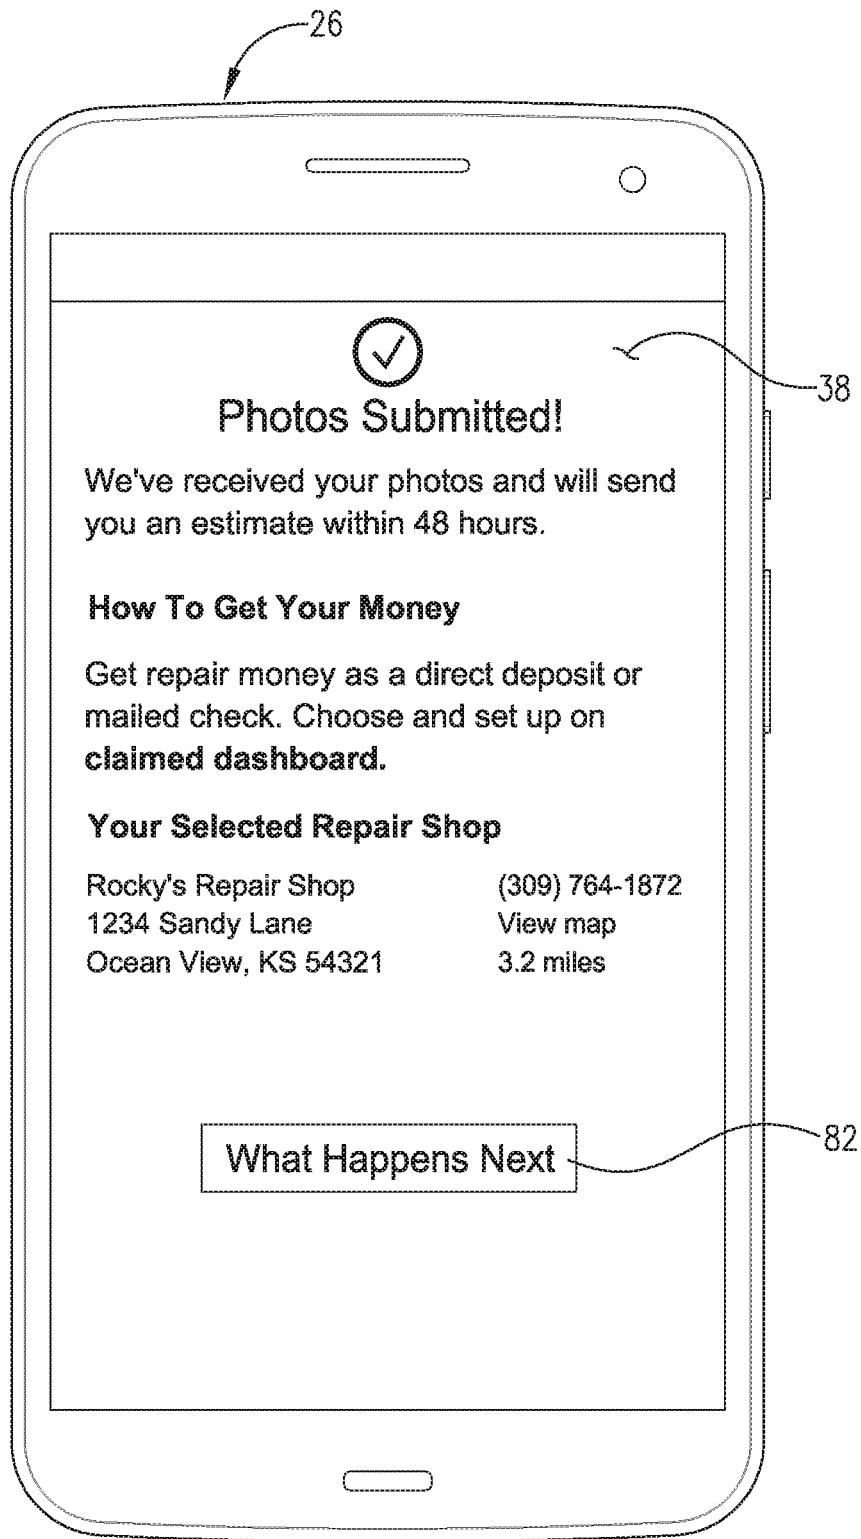 26
38
Photos Submitted!
We've received your photos and will send
you an estimate within 48 hours.
How To Get Your Money
Get repair money as a direct deposit or
mailed check. Choose and set up on
claimed dashboard.
Your Selected Repair Shop
Rocky's Repair Shop (309) 764-1872
1234 Sandy Lane View map
Ocean View, KS 54321 3.2 miles
What Happens Next
82